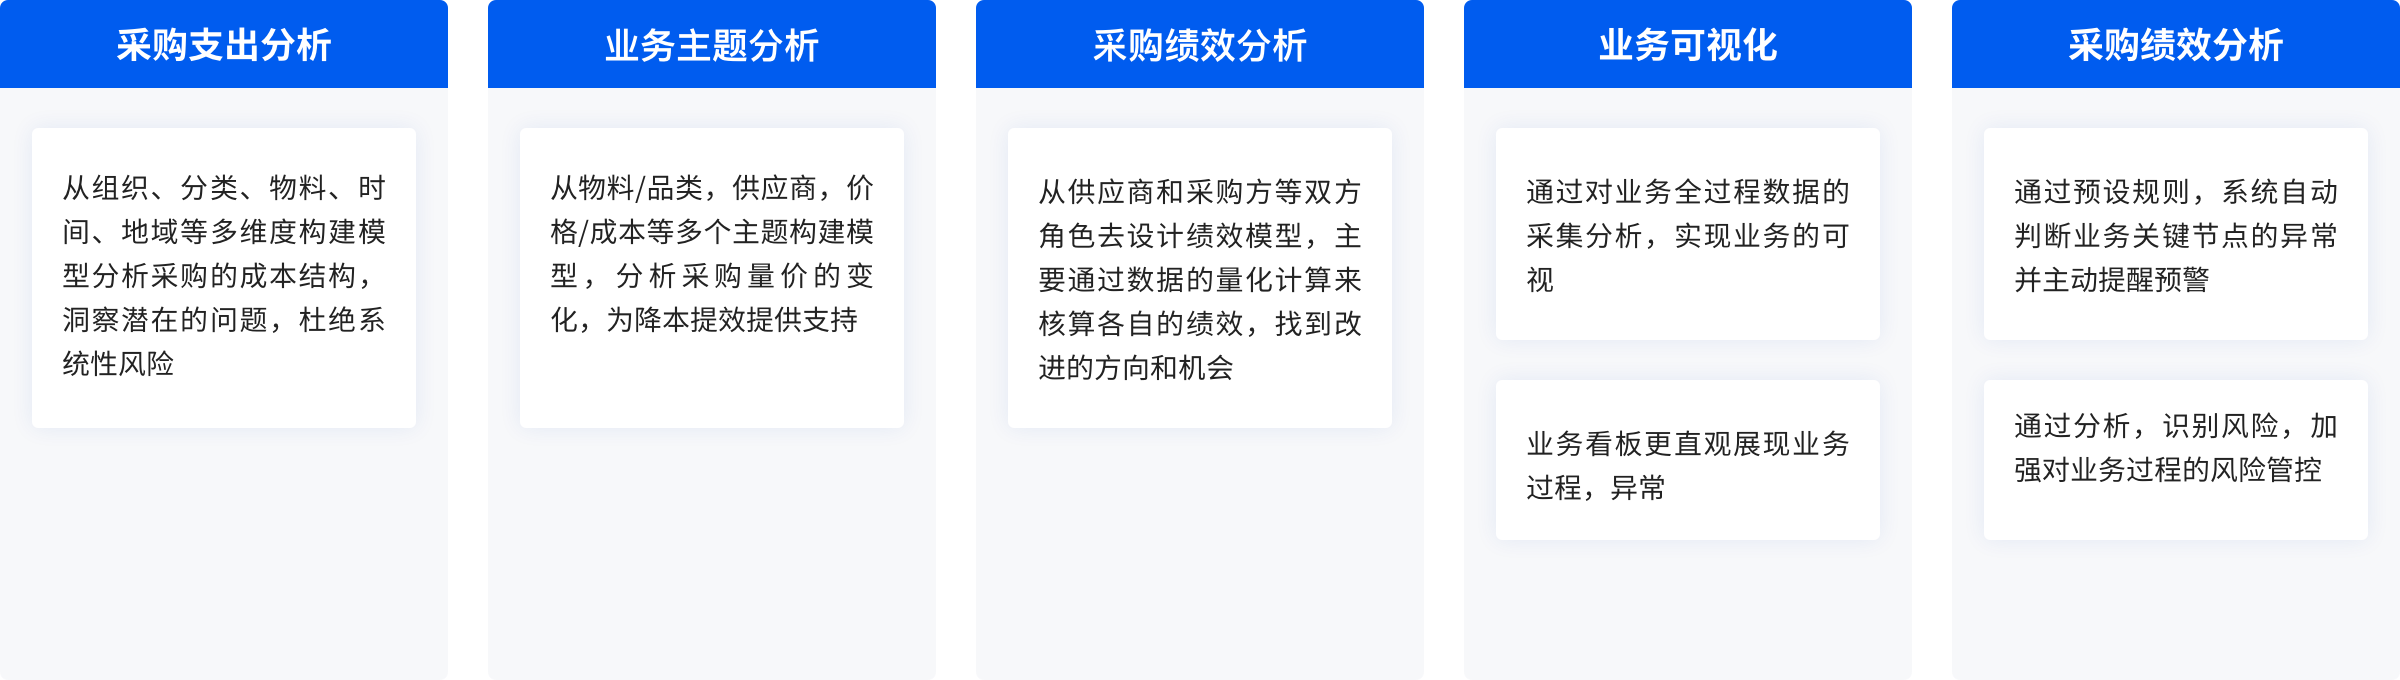 采购支出分析
从组织、分类、物料、时
间、地域等多维度构建模
型分析采购的成本结构，
洞察潜在的问题，杜绝系
统性风险
业务主题分析
从物料/品类，供应商，价
格/成本等多个主题构建模
型，分析采购量价的变
化，为降本提效提供支持
采购绩效分析
从供应商和采购方等双方
角色去设计绩效模型，主
要通过数据的量化计算来
核算各自的绩效，找到改
进的方向和机会
业务可视化
通过对业务全过程数据的
采集分析，实现业务的可
视
业务看板更直观展现业务
过程，异常
采购绩效分析
通过预设规则，系统自动
判断业务关键节点的异常
并主动提醒预警
通过分析，识别风险，加
强对业务过程的风险管控